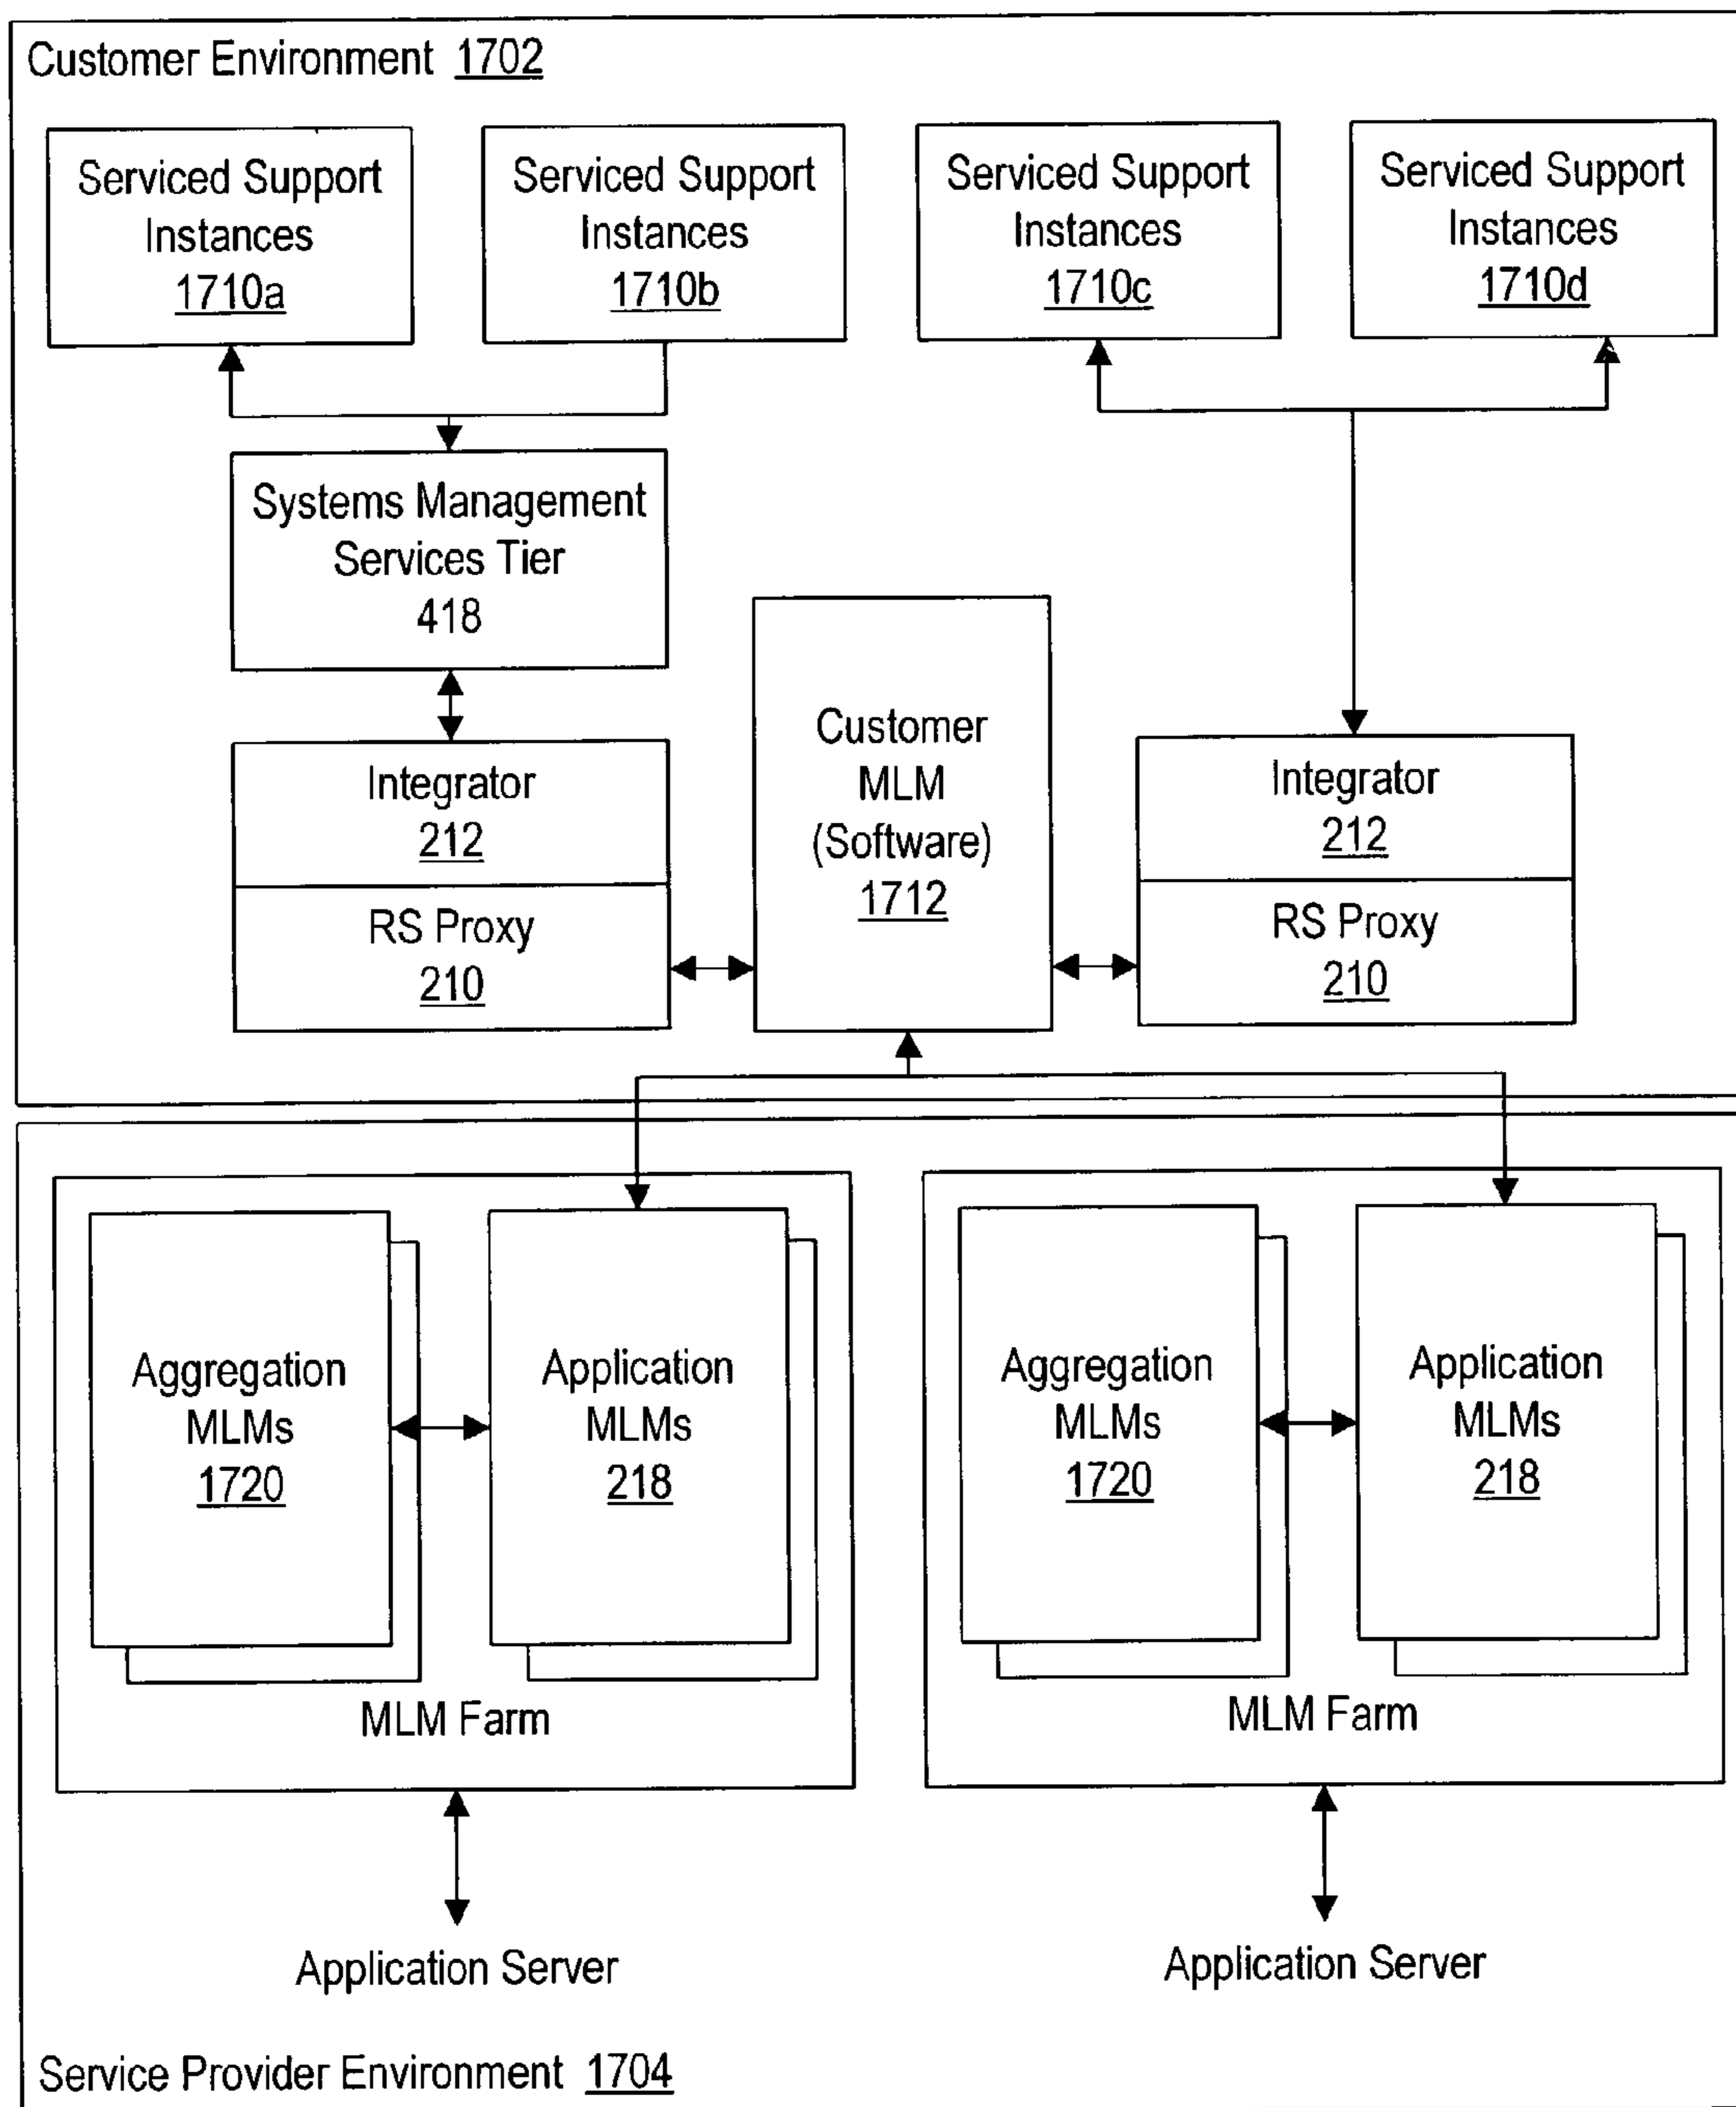 Customer Environment 1702
Serviced Support
Instances
1710a
Serviced Support
Instances
1710b
Serviced Support
Instances
1710c
Serviced Support
Instances
1710d
Systems Management
Services Tier
418
Integrator
212
RS Proxy
210
Customer
MLM
(Software)
1712
Integrator
212
RS Proxy
210
Aggregation
MLMs
1720
Application
MLMs
218
MLM Farm
Aggregation
MLMs
1720
Application
MLMs
218
MLM Farm
Application Server
Application Server
Service Provider Environment 1704